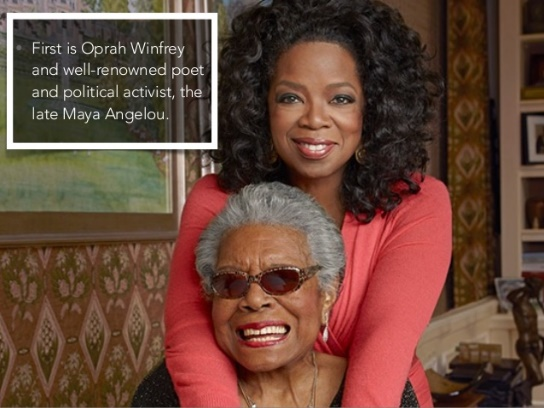 First is Oprah Winfrey
and well-renowned poet
and political activist, the
late Maya Angelou.